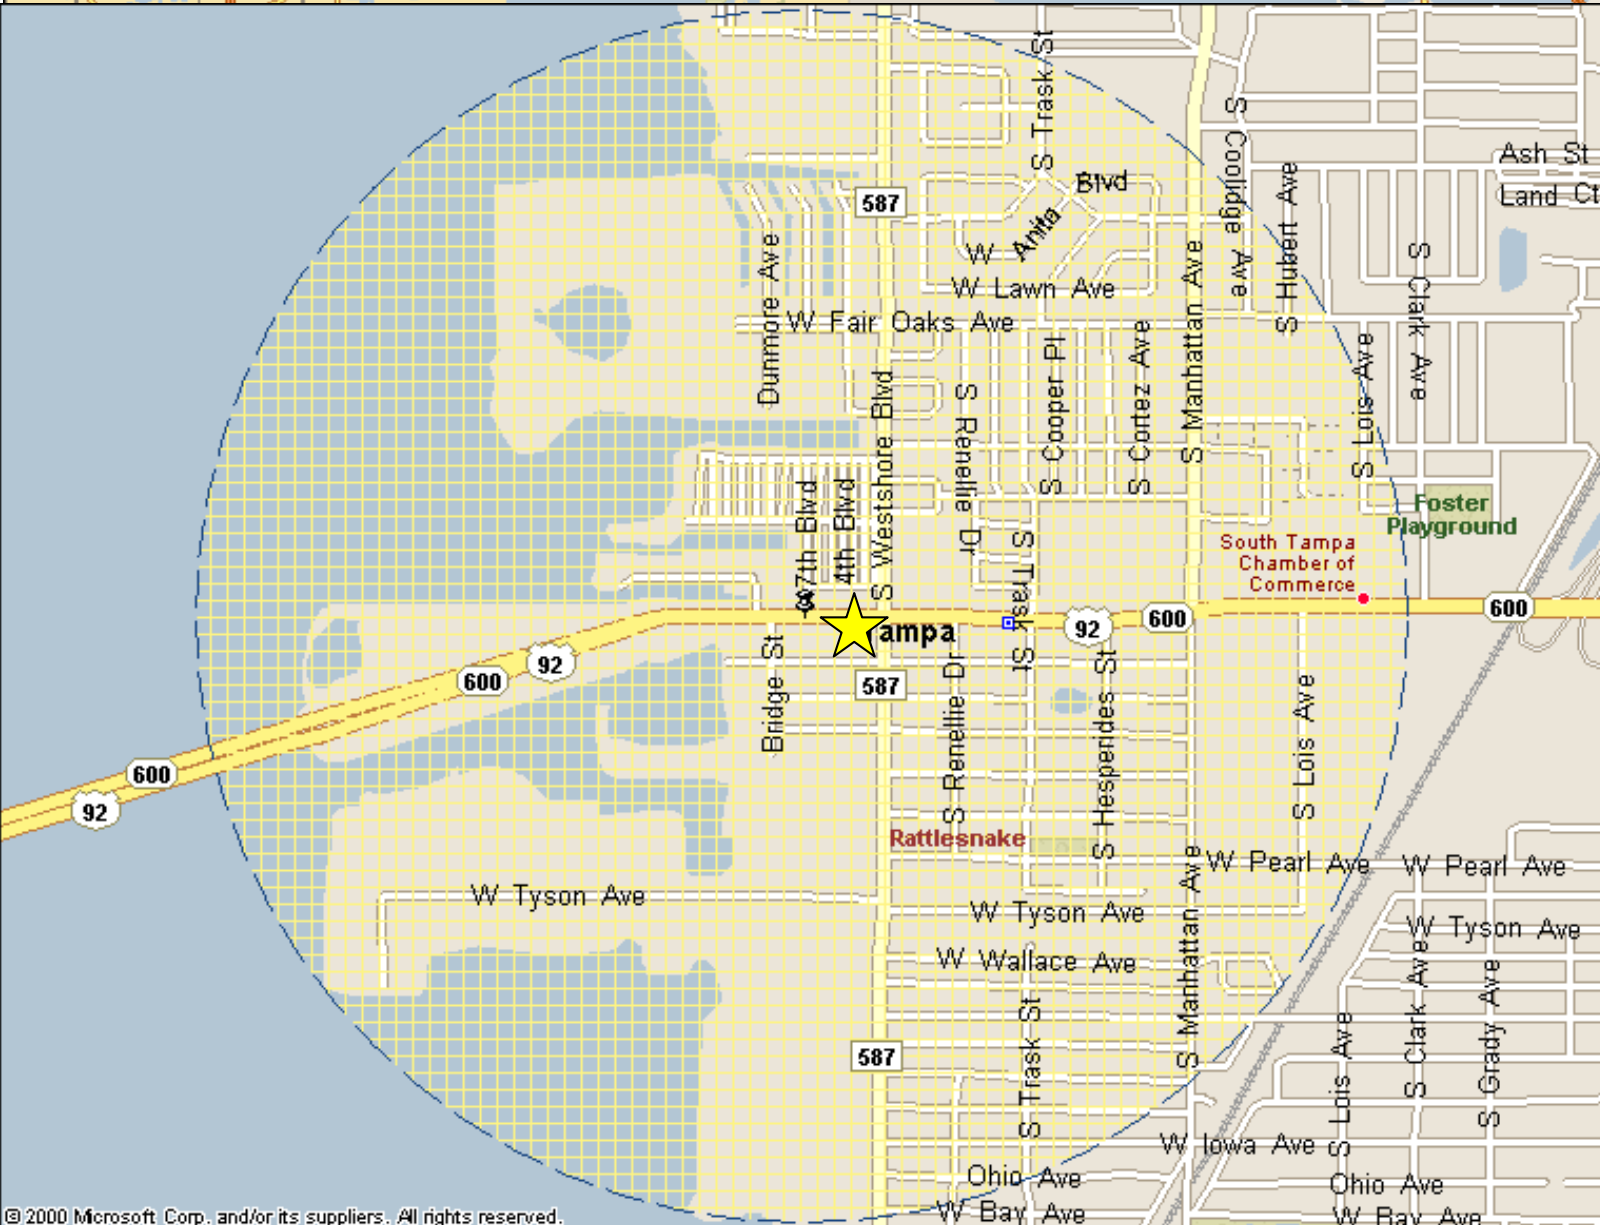 S Trask St
Ash St
Land Ct
S Coolidge Ave
S Hubert Ave
587
Blvd
Anita
W
W Lawn Ave
Dunmore Ave
W Fair Oaks Ave
S Manhattan Ave
S Clark Ave
S Lois Ave
S Cooper Pl
S Cortez Ave
S Renellie Dr
S Westshore Blvd
7th Blvd
4th Blvd
S Trask St
Foster
Playground
South Tampa
Chamber of
Commerce
600
600
92
ampa
92
600
587
Bridge St
S Renellie Dr
S Hesperides St
S Lois Ave
600
92
Rattlesnake
W Pearl Ave
W Pearl Ave
W Tyson Ave
W Tyson Ave
W Tyson Ave
W Wallace Ave
S Manhattan Ave
S Trask St
587
S Lois Ave
S Clark Ave
S Grady Ave
W Iowa Ave
Ohio Ave
Ohio Ave
W Bay Ave
W Bay Ave
© 2000 Microsoft Corp. and/or its suppliers. All rights reserved.